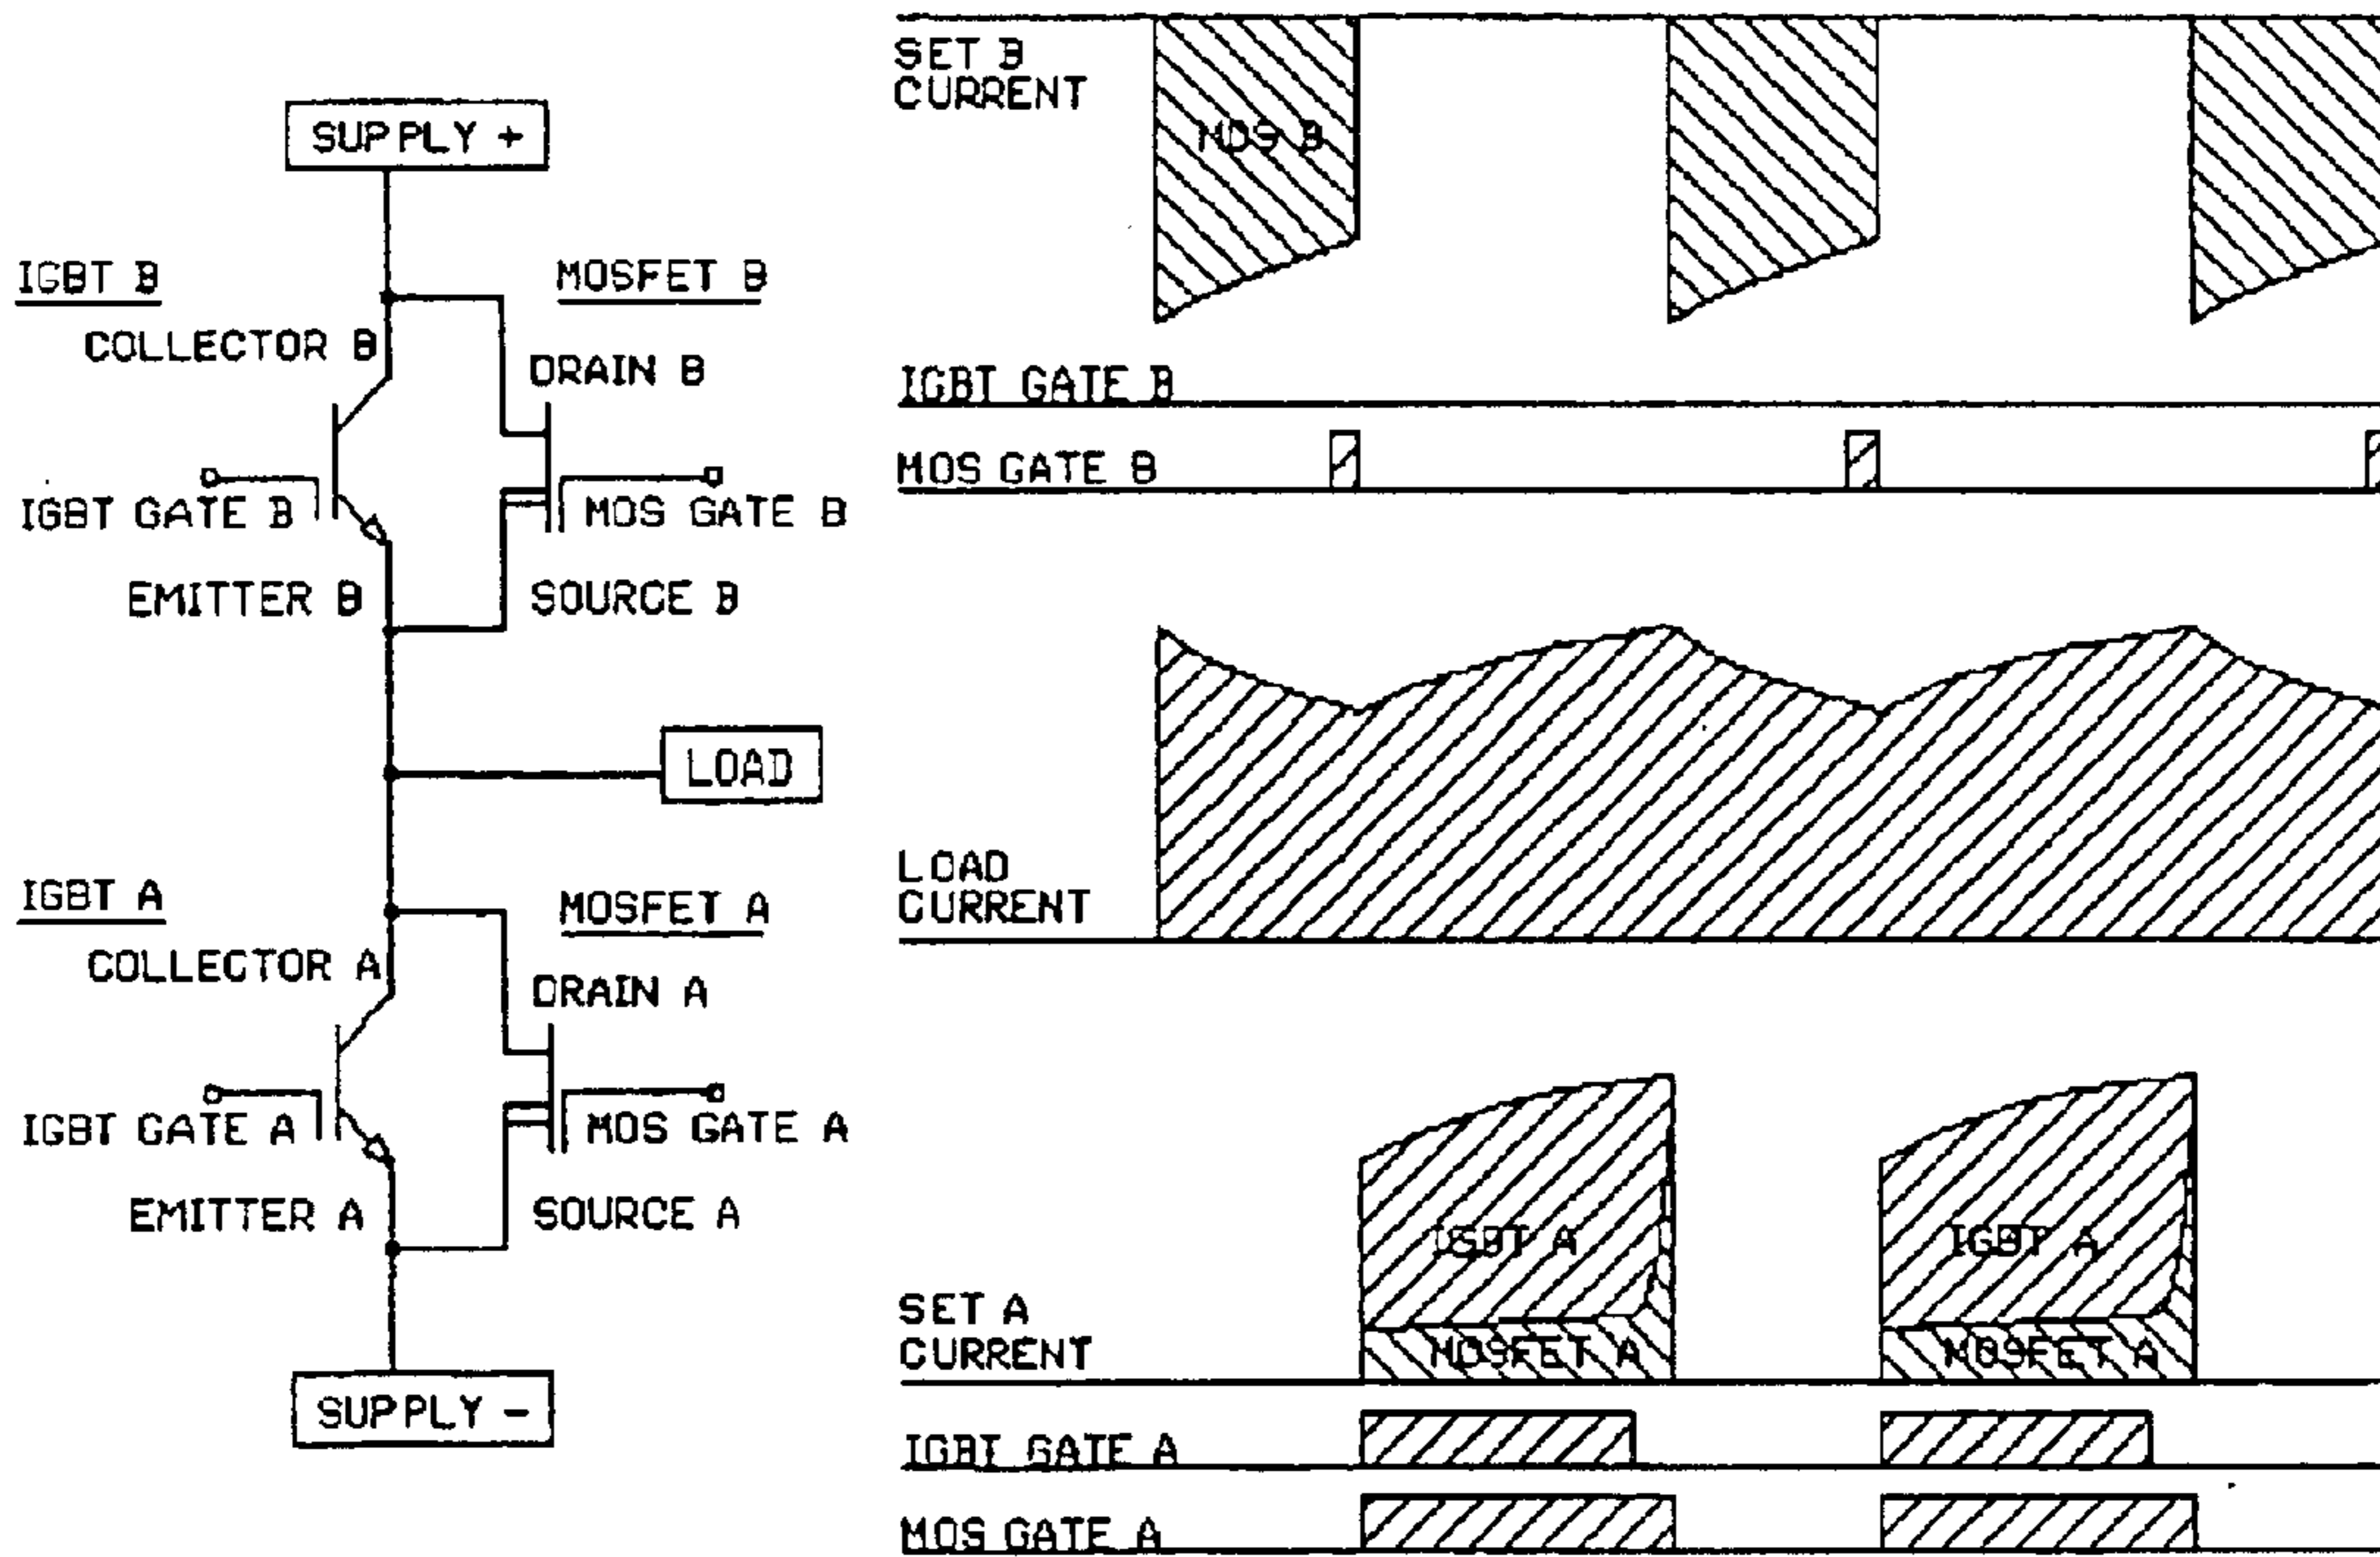 SUPPLY +
IGBT B
MOSFET B
COLLECTOR B
DRAIN B
IGBT GATE B
MOS GATE B
EMITTER B
SOURCE B
LOAD
IGBT A
MOSFET A
COLLECTOR A
DRAIN A
IGBT GATE A
MOS GATE A
EMITTER A
SOURCE A
SUPPLY -
SET B
CURRENT
MOS B
IGBT GATE B
MOS GATE B
LOAD
CURRENT
IGBT A
IGBT A
SET A
CURRENT
MOSFET A
MOSFET A
IGBT GATE A
MOS GATE A